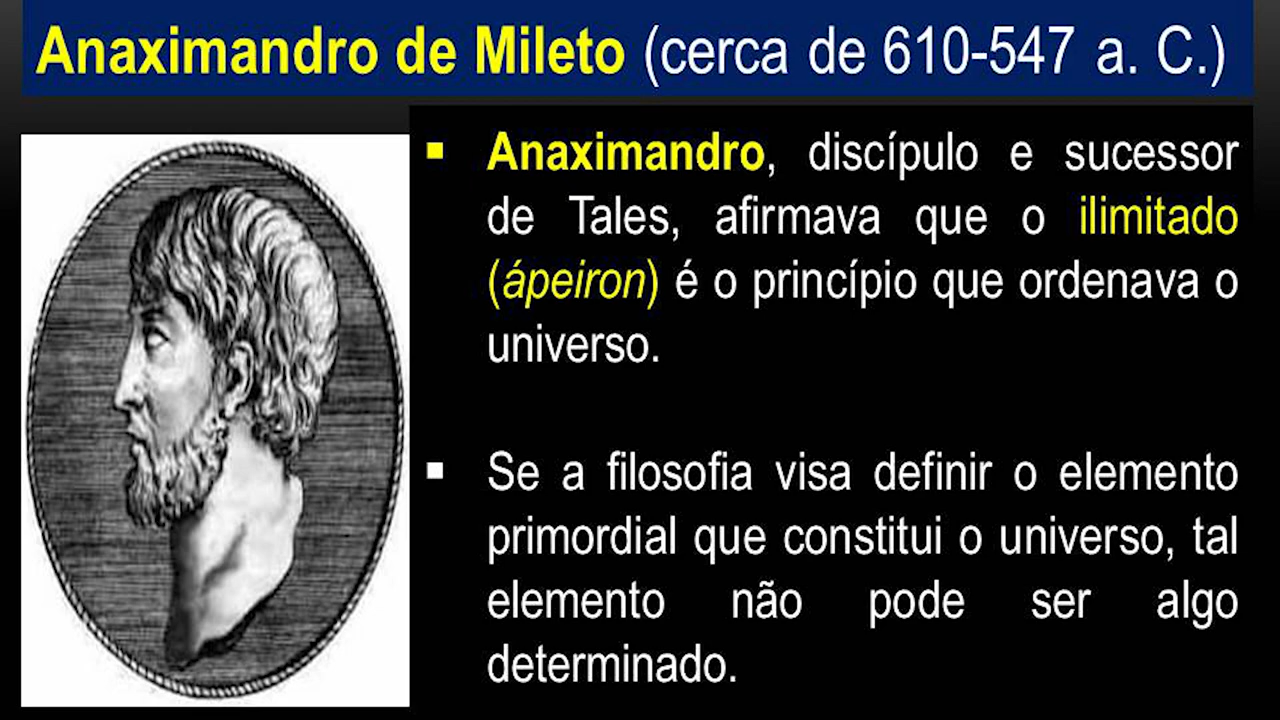 Anaximandro de Mileto (cerca de 610-547 a. C.)
▪ Anaximandro, discípulo e sucessor
de Tales, afirmava que o ilimitado
(ápeiron) é o princípio que ordenava o
universo.
▪ Se a filosofia visa definir o elemento
primordial que constitui o universo, tal
elemento não pode ser algo
determinado.